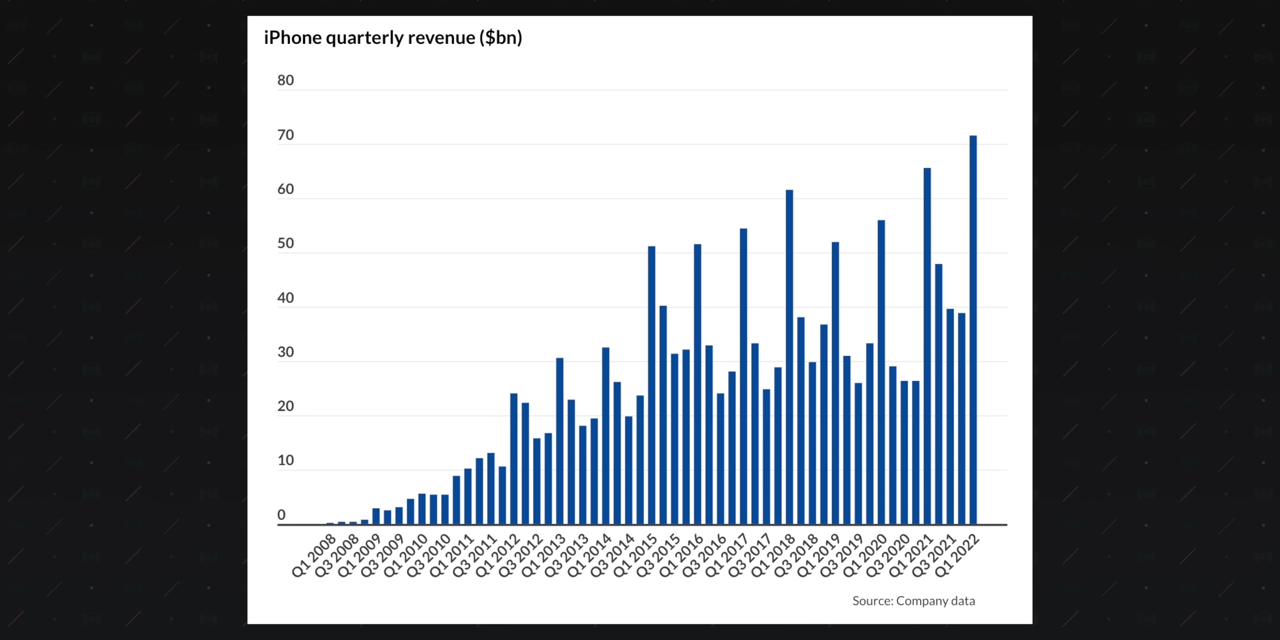 iPhone quarterly revenue ($bn)
80
70
60
50
40
30
20
10
0
Q1 2008
Q3 2008
Q1 2009
Q3 2009
Q1 2010
Q3 2010
Q1 2011
Q3 2011
Q1 2012
Q3 2012
Q1 2013
Q3 2013
Q1 2014
Q3 2014
Q1 2015
Q3 2015
Q1 2016
Q3 2016
Q1 2017
Q3 2017
Q1 2018
Q3 2018
Q1 2019
Q3 2019
Q1 2020
Q3 2020
Q1 2021
Q3 2021
Q1 2022
Source: Company data